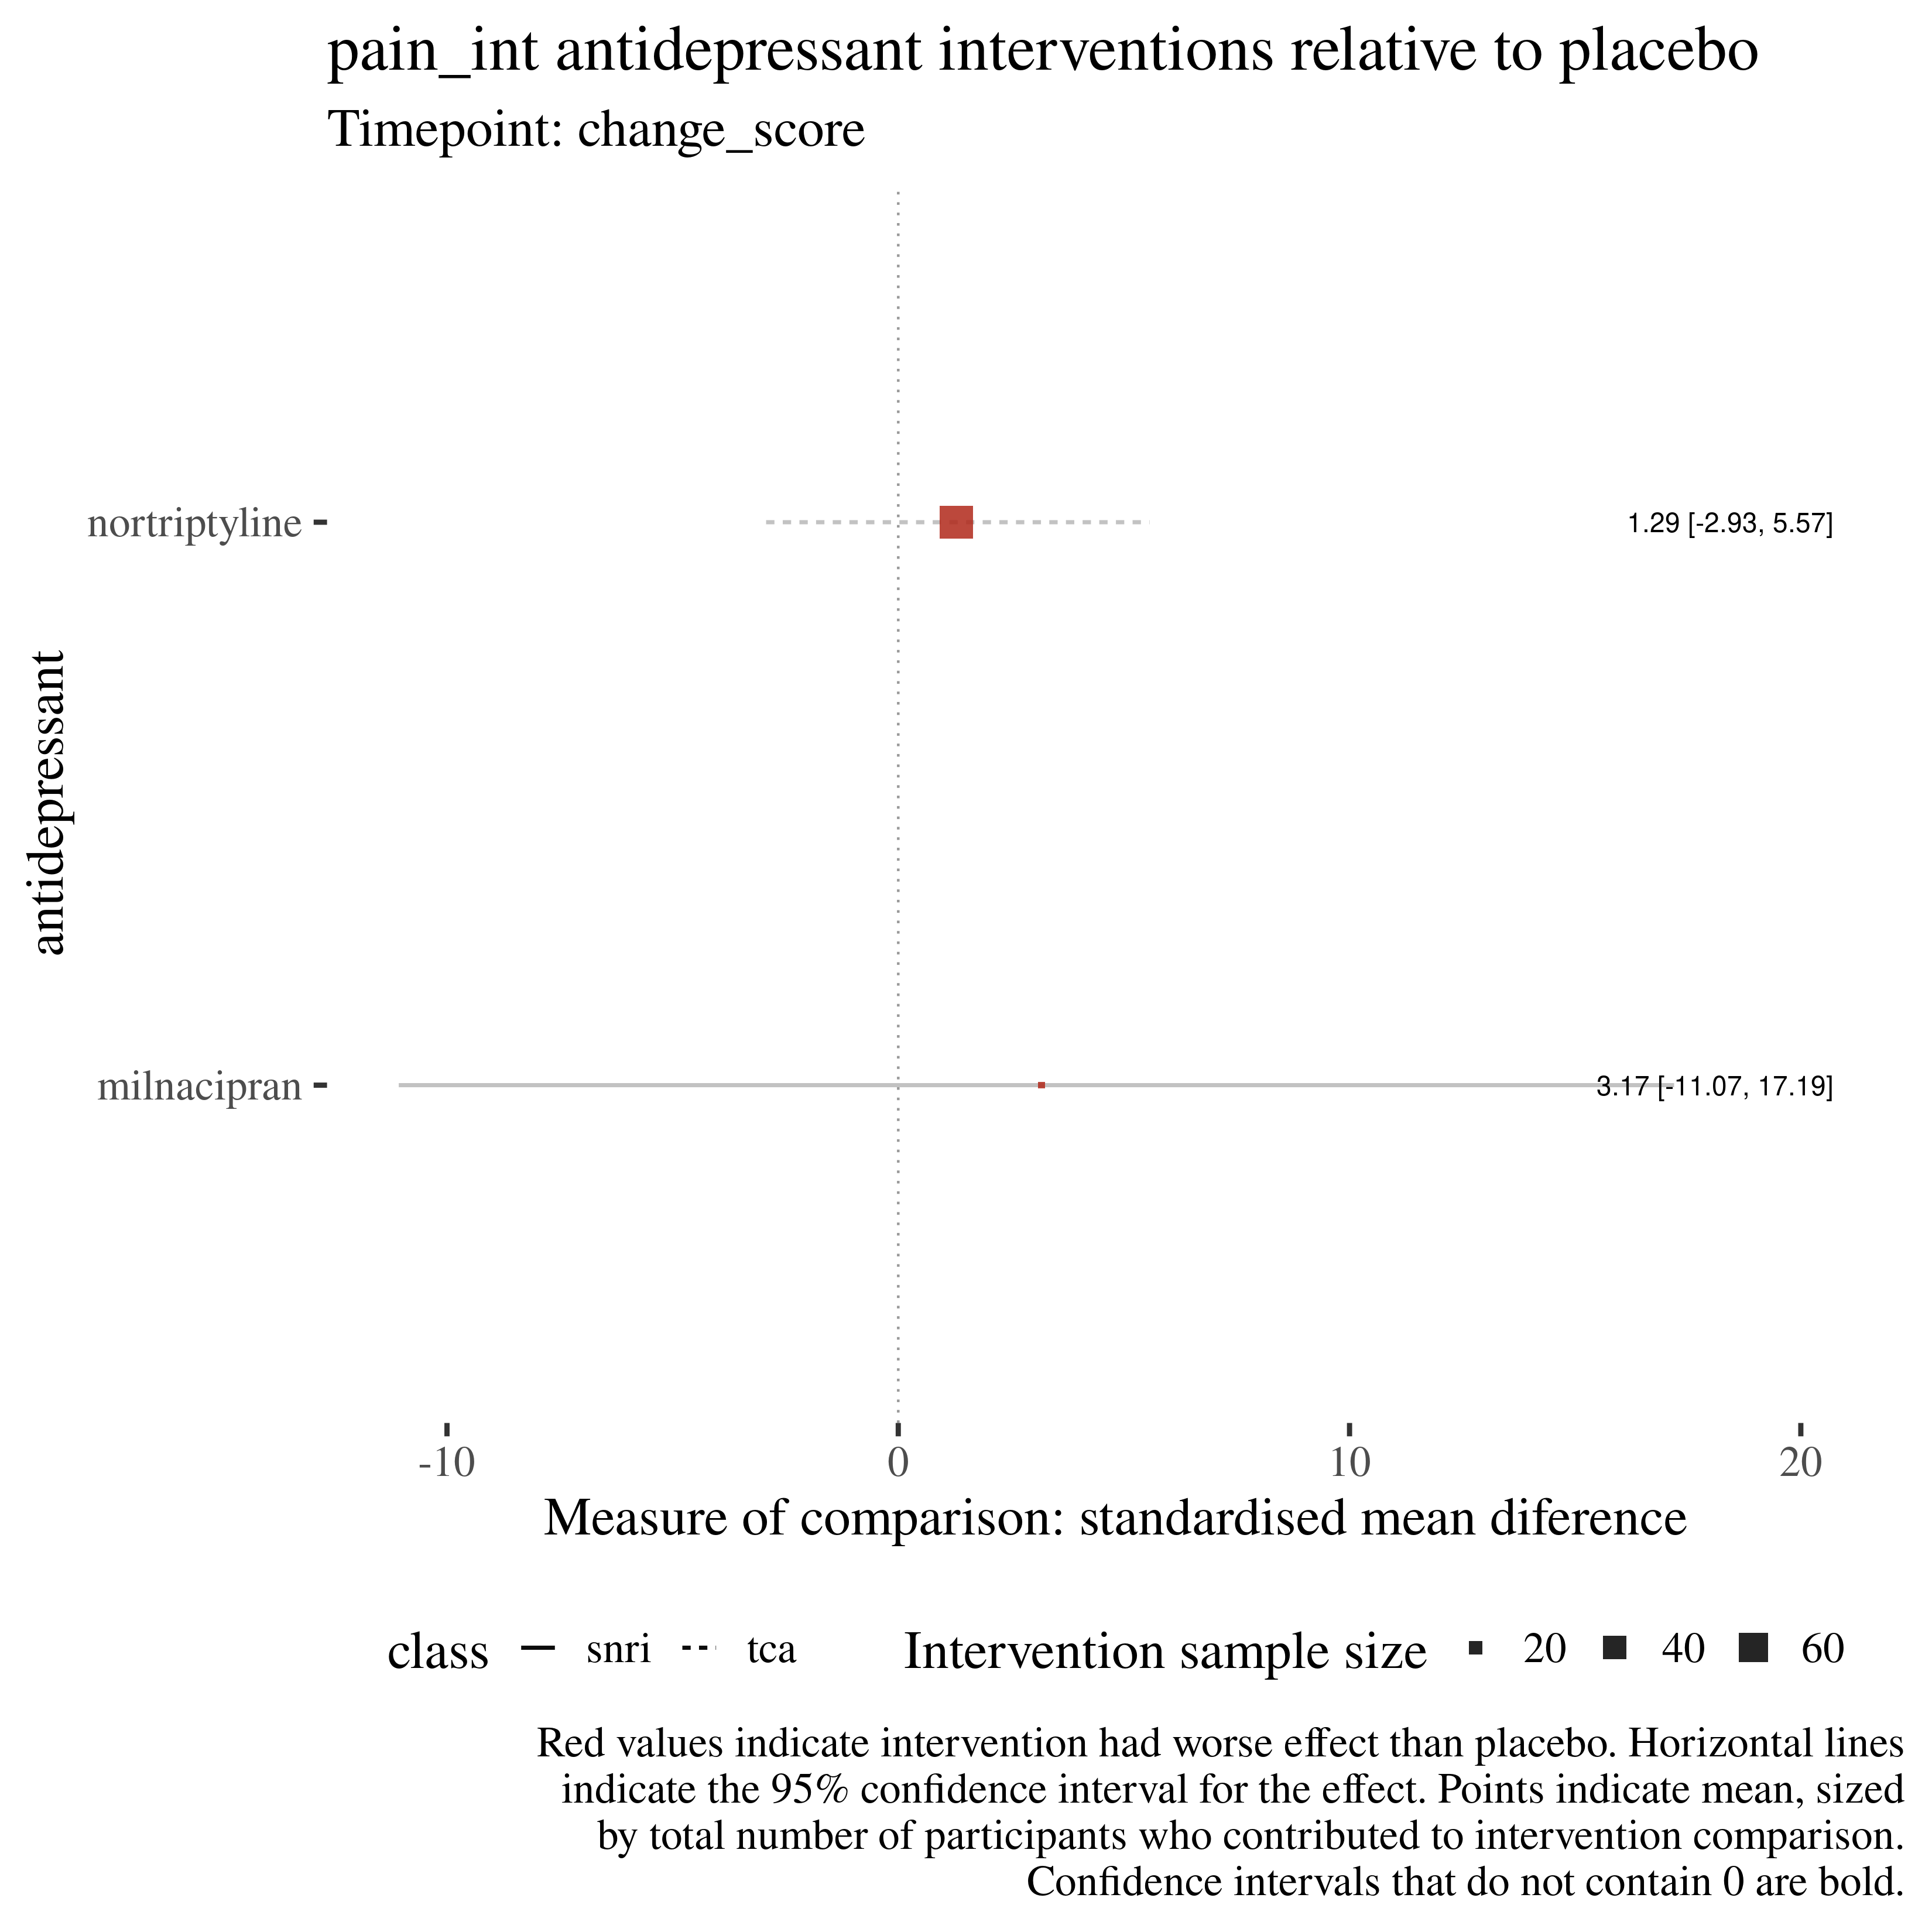 pain_int antidepressant interventions relative to placebo
Timepoint: change_score
antidepressant
nortriptyline
1.29 [-2.93, 5.57]
milnacipran
3.17 [-11.07, 17.19]
-10 0 10 20
Measure of comparison: standardised mean diference
class snri tca Intervention sample size 20 40 60
Red values indicate intervention had worse effect than placebo. Horizontal lines
indicate the 95% confidence interval for the effect. Points indicate mean, sized
by total number of participants who contributed to intervention comparison.
Confidence intervals that do not contain 0 are bold.